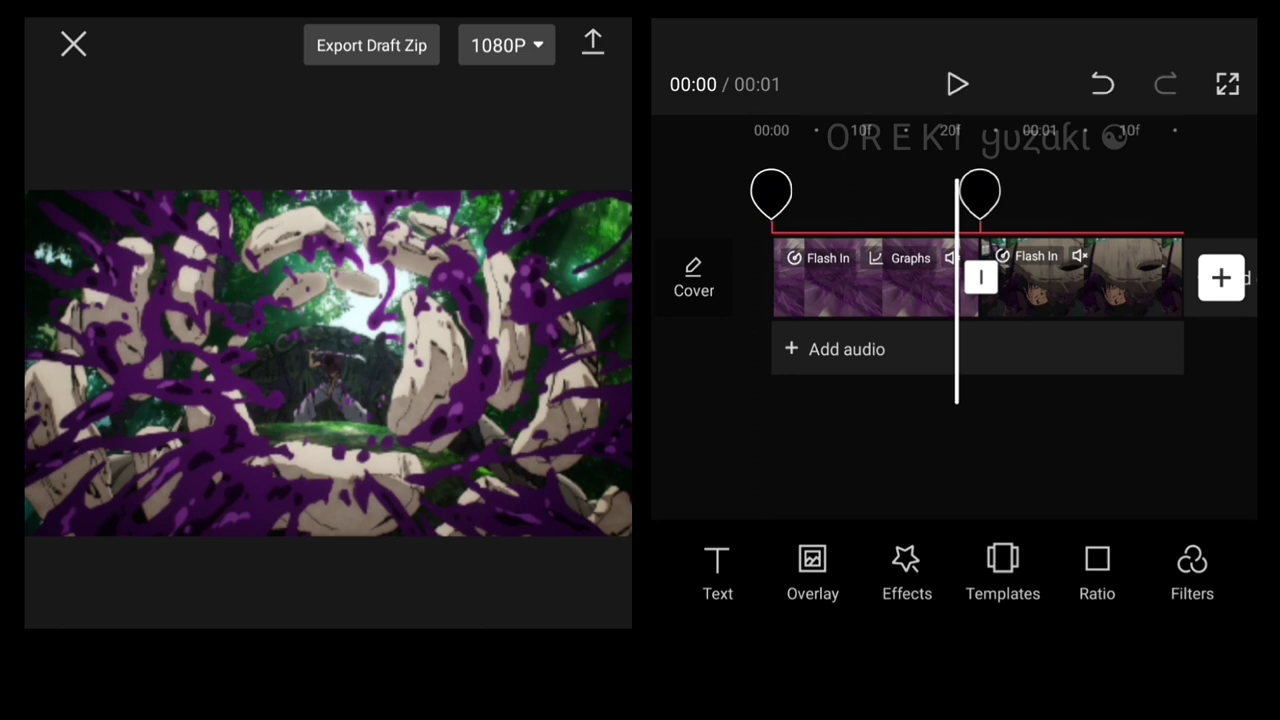 Export Draft Zip
1080P
00:00 / 00:01
00:00
10f
20f
00:01
10f
O R E K I yuzaki
Flash In
Graphs
Flash In
Cover
Add audio
Text
Overlay
Effects
Templates
Ratio
Filters